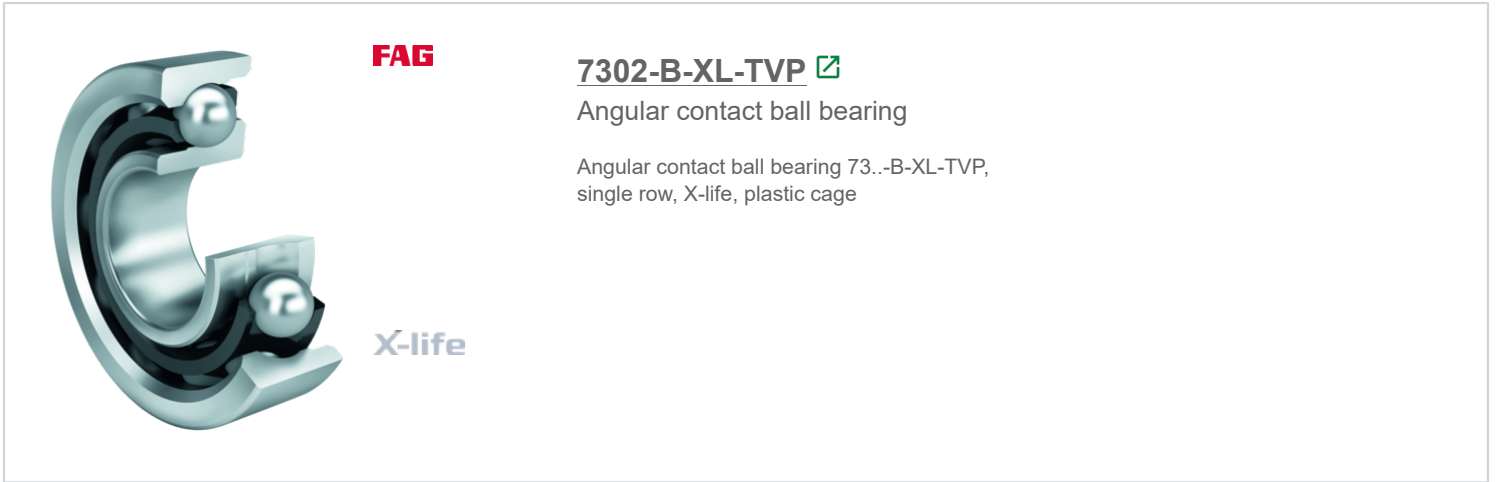 FAG
7302-B-XL-TVP
Angular contact ball bearing
Angular contact ball bearing 73..-B-XL-TVP,
single row, X-life, plastic cage
X-life